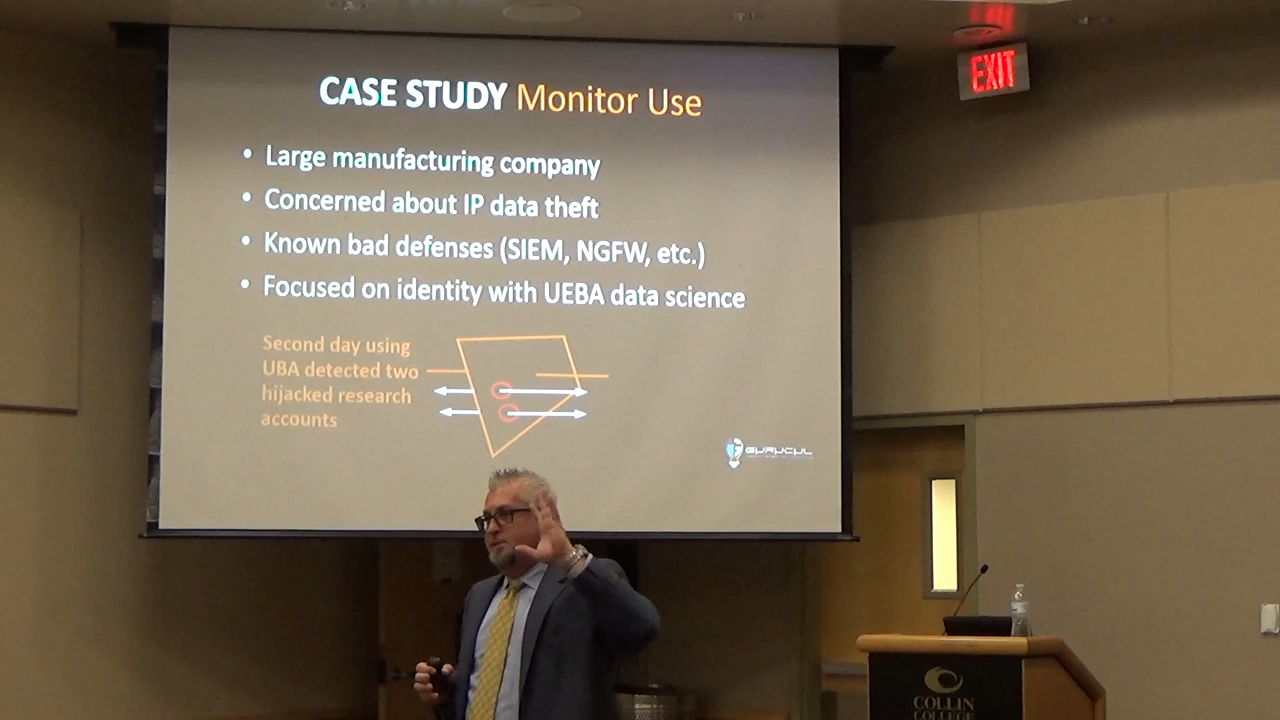 EXIT
CASE STUDY Monitor Use
• Large manufacturing company
• Concerned about IP data theft
• Known bad defenses (SIEM, NGFW, etc.)
• Focused on identity with UEBA data science
Second day using
UBA detected two
hijacked research
accounts
GURUCUL
COLLIN
COLLEGE